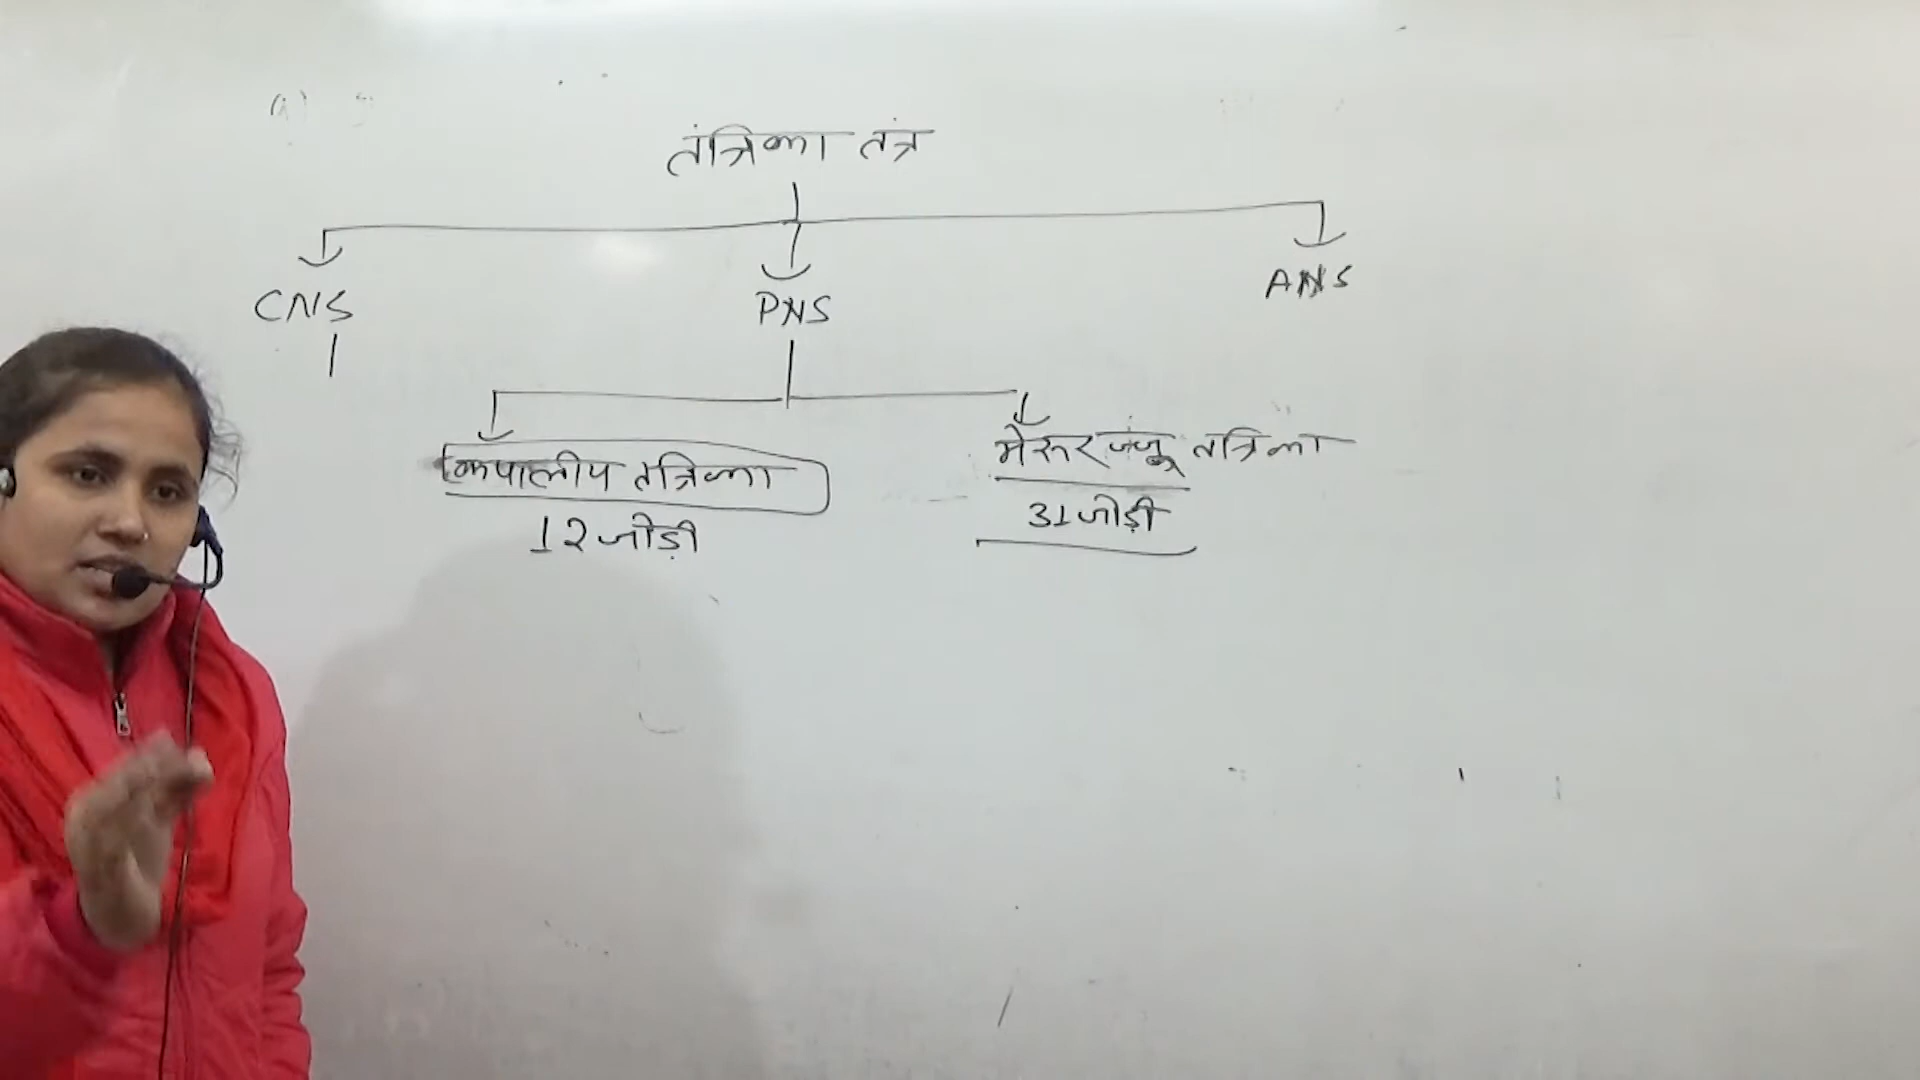 तंत्रिका तंत्र
CNS
PNS
ANS
कपालीय तंत्रिका
12 जोड़ी
मेरूरज्जू तंत्रिका
31 जोड़ी